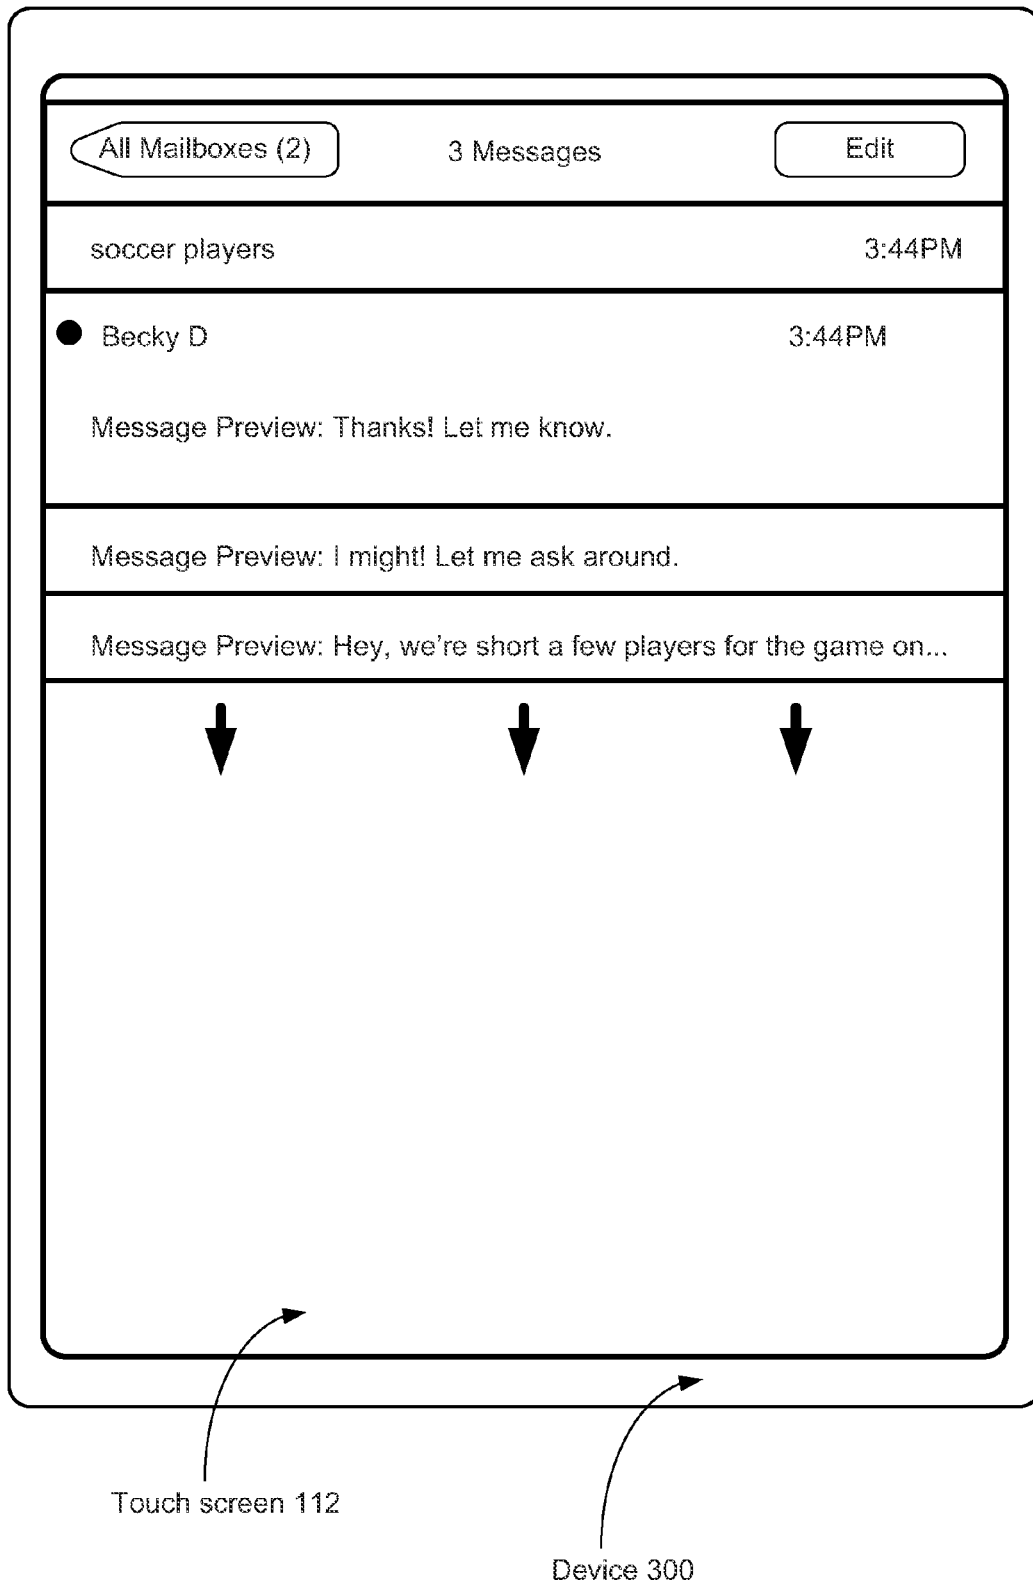 All Mailboxes (2) 3 Messages Edit
soccer players 3:44PM
Becky D 3:44PM
Message Preview: Thanks! Let me know.
Message Preview: I might! Let me ask around.
Message Preview: Hey, we’re short a few players for the game on...
Touch screen 112
Device 300